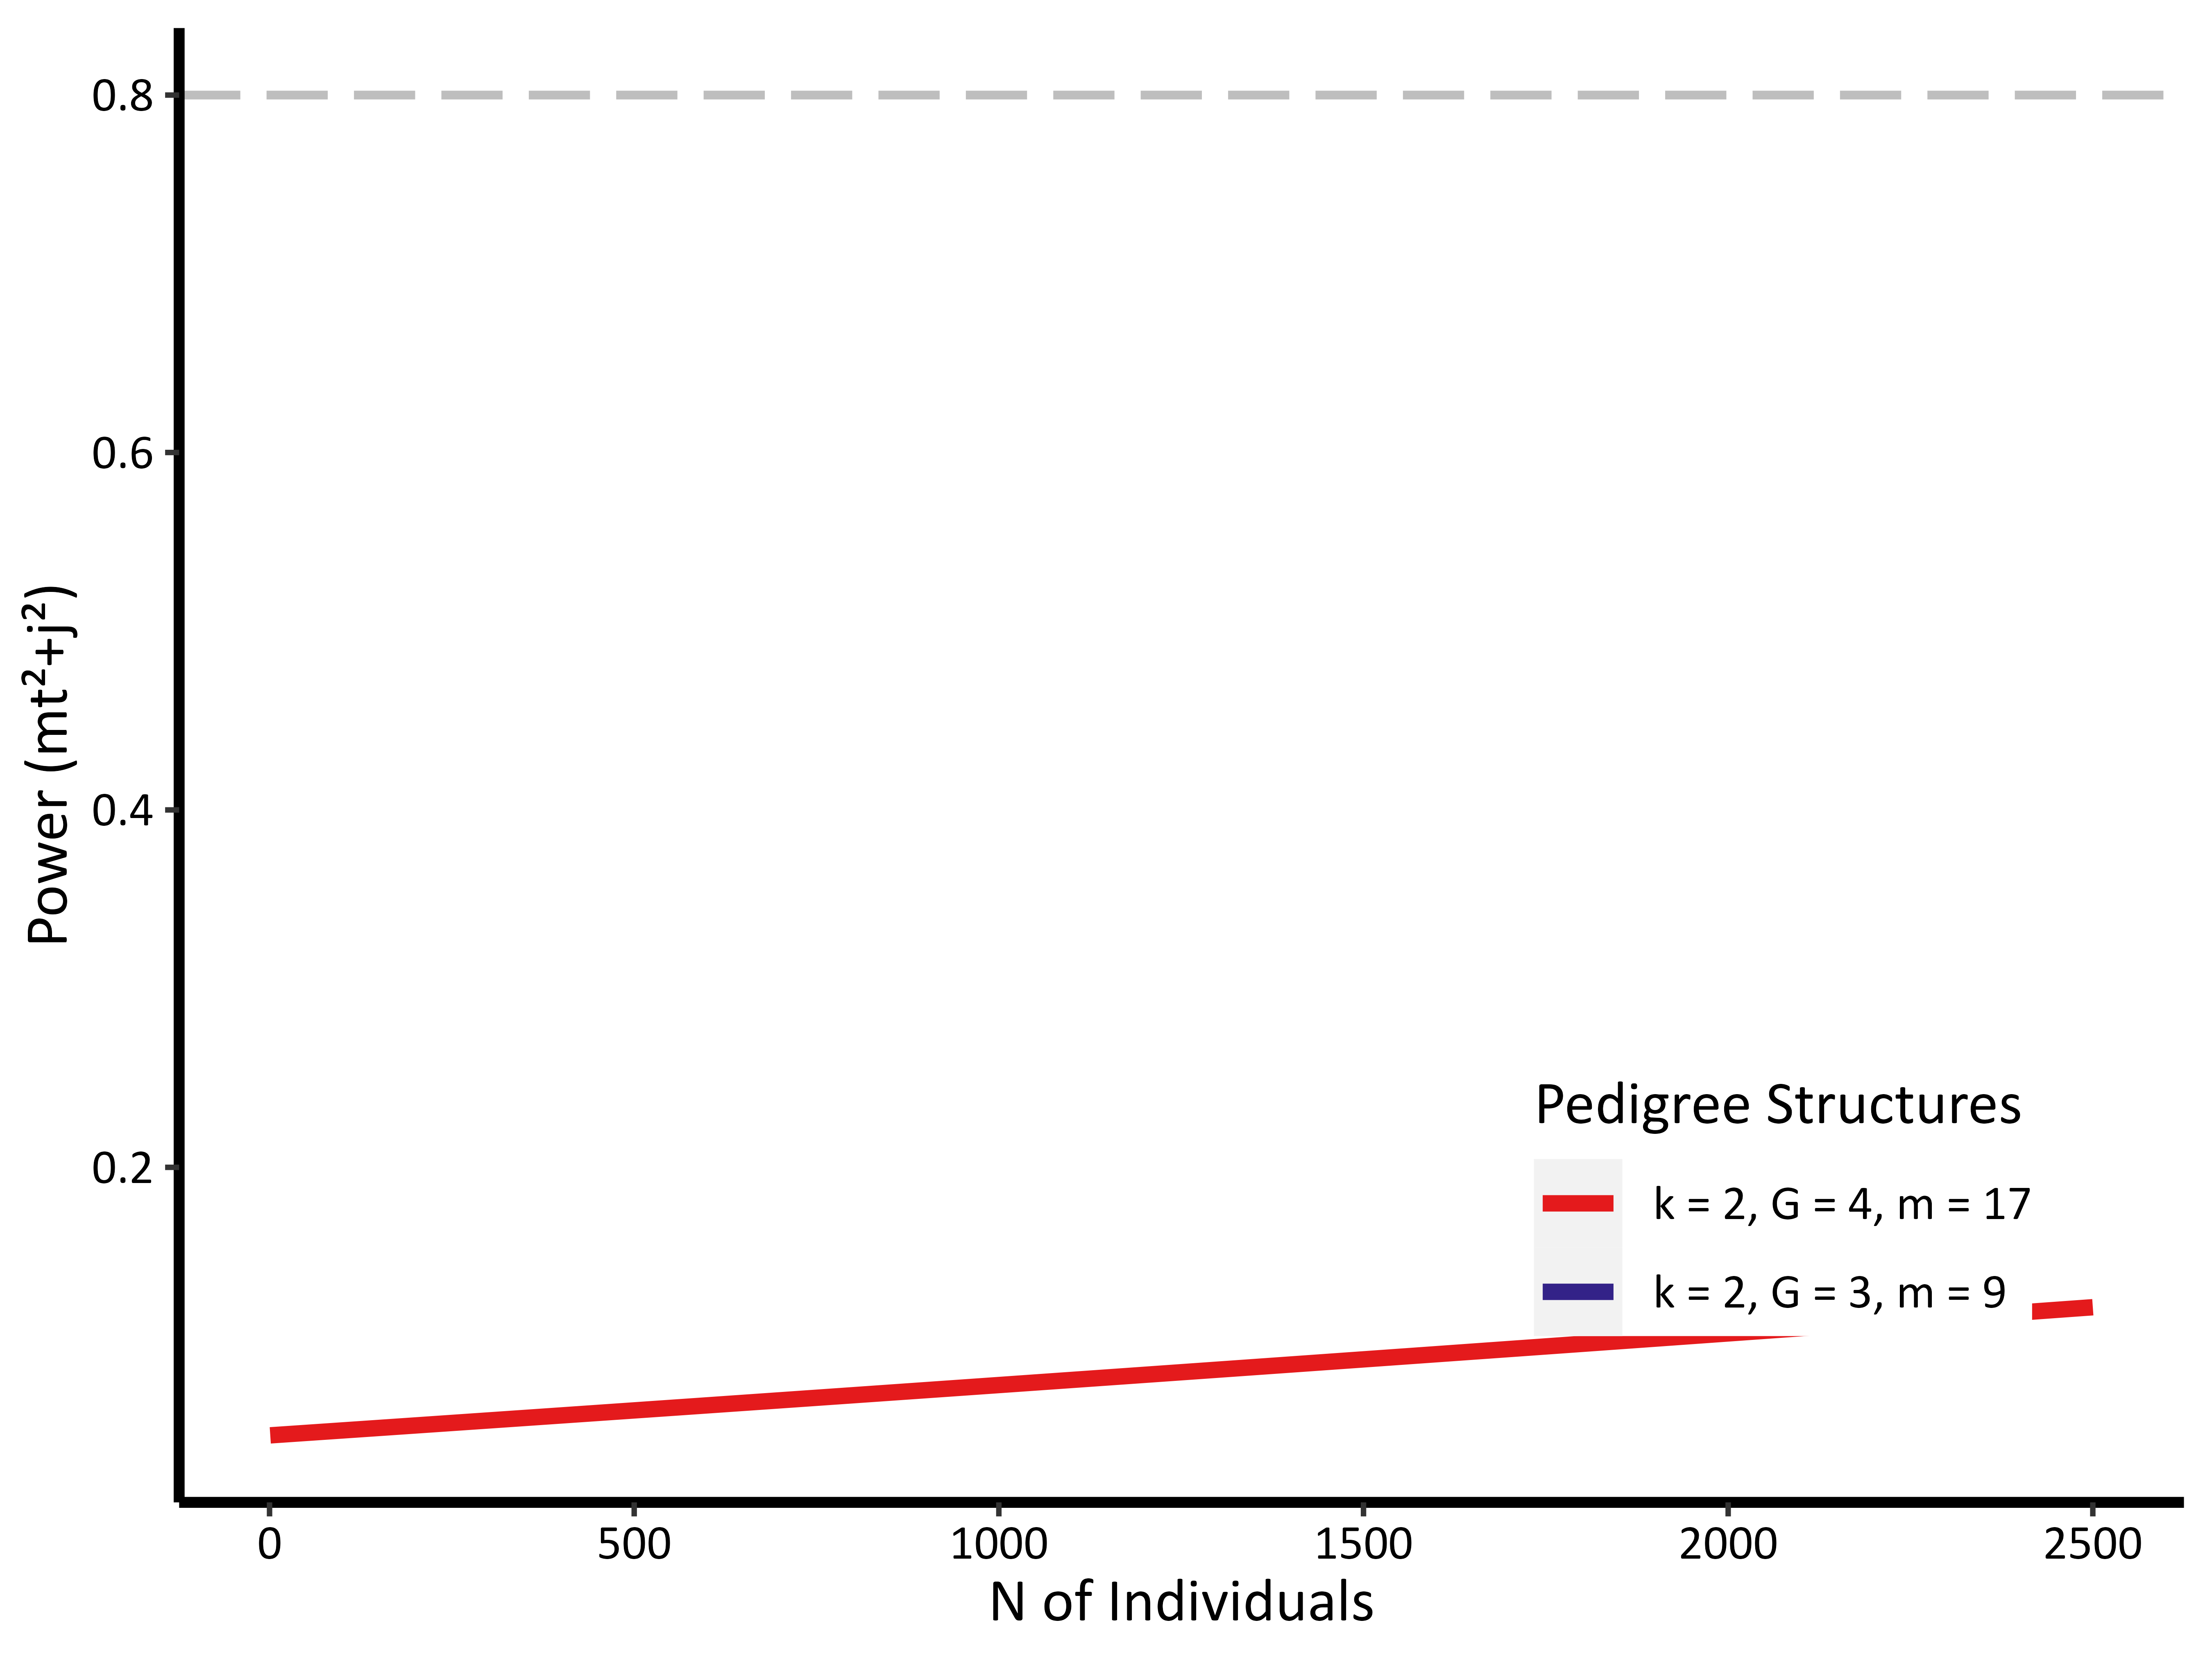 0.8
0.6
0.4
0.2
Power (mt²+j²)
Pedigree Structures
k = 2, G = 4, m = 17
k = 2, G = 3, m = 9
0 500 1000 1500 2000 2500
N of Individuals